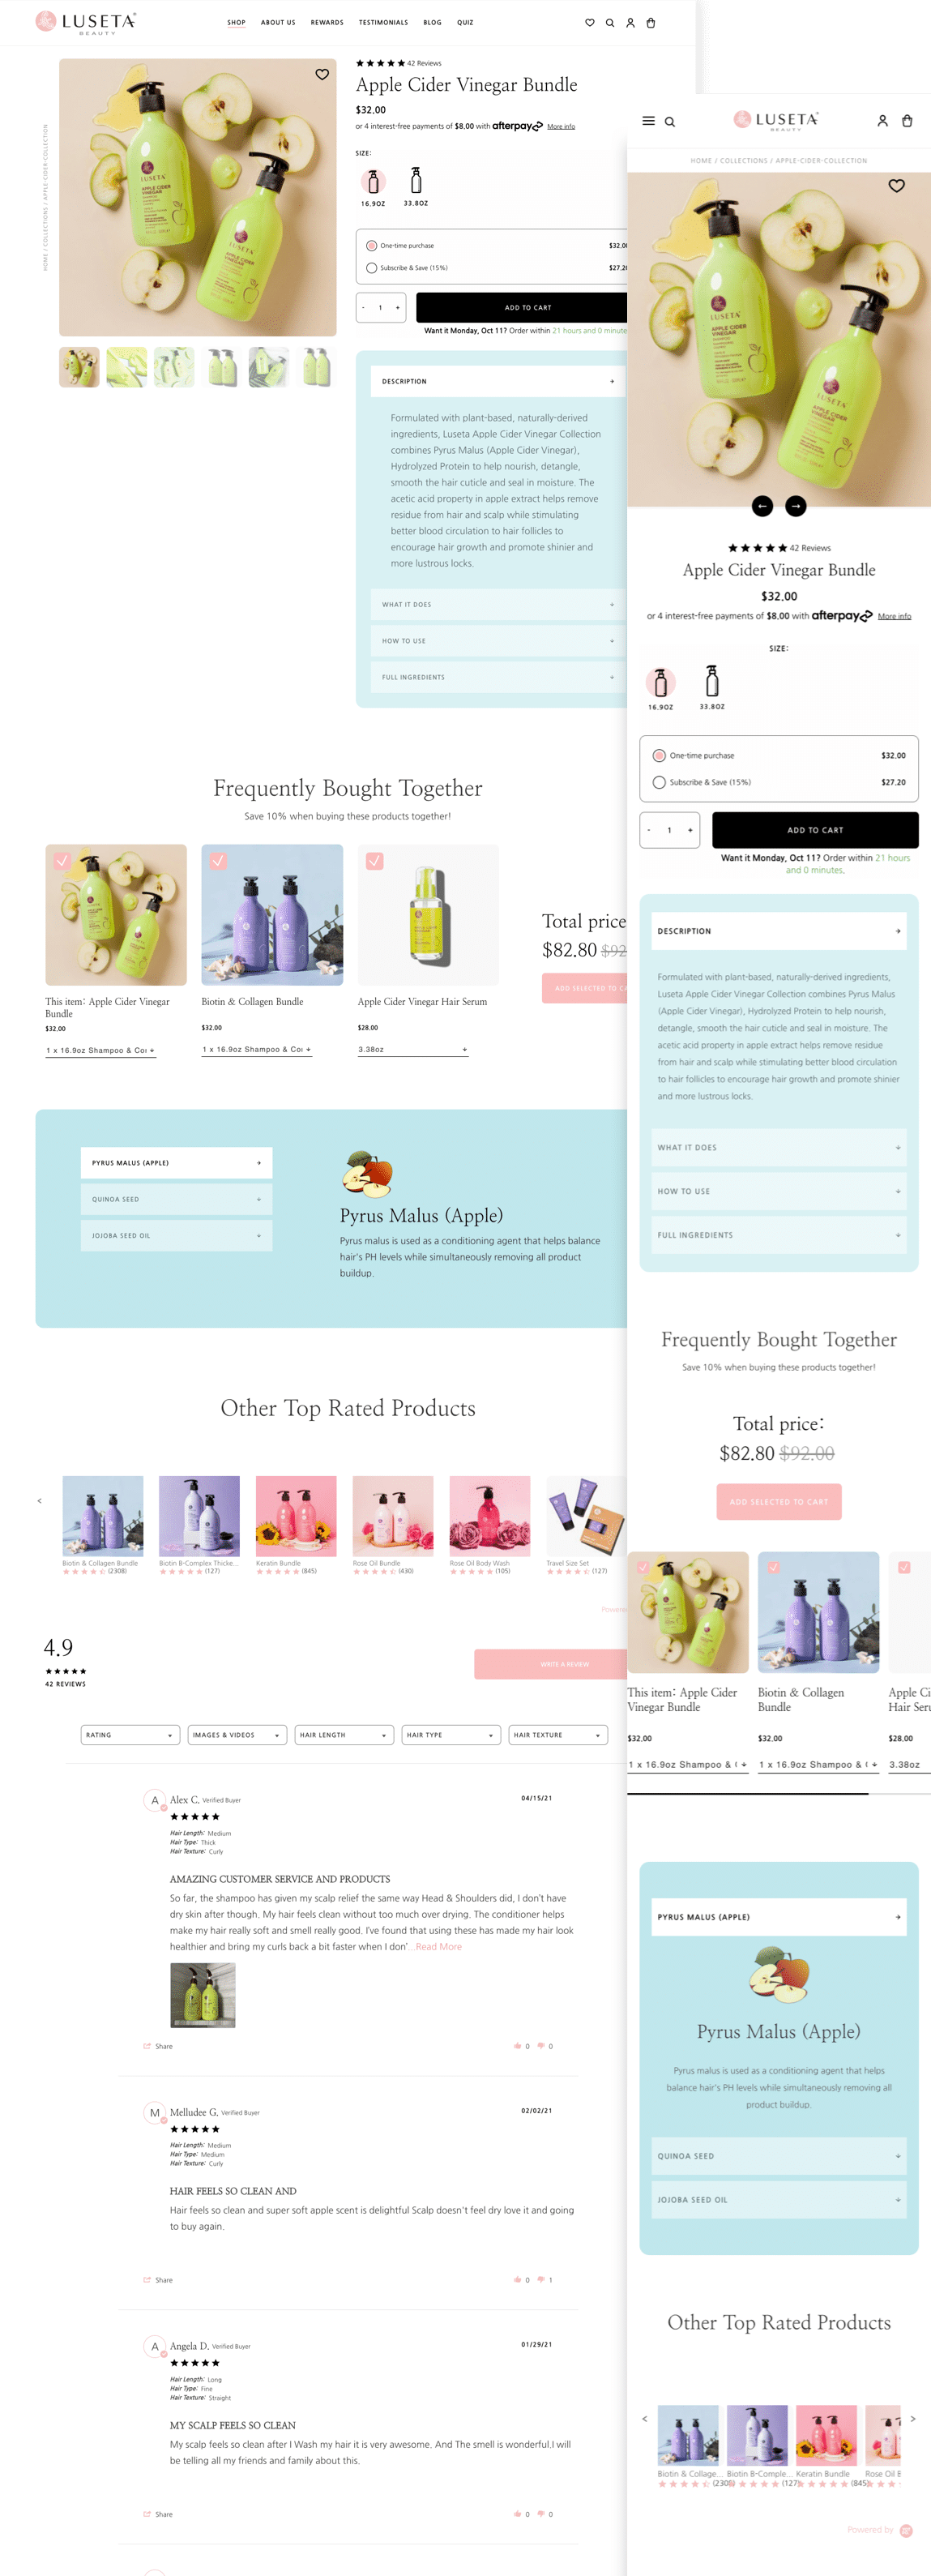 LUSETA
BEAUTY
SHOP ABOUT US REWARDS TESTIMONIALS BLOG QUIZ
HOME / COLLECTIONS / APPLE-CIDER-COLLECTION
42 Reviews
Apple Cider Vinegar Bundle
$32.00
or 4 interest-free payments of $8.00 with afterpay More info
SIZE:
16.9OZ 33.8OZ
One-time purchase $32.00
Subscribe & Save (15%) $27.20
- 1 + ADD TO CART
Want it Monday, Oct 11? Order within 21 hours and 0 minute
DESCRIPTION
Formulated with plant-based, naturally-derived
ingredients, Luseta Apple Cider Vinegar Collection
combines Pyrus Malus (Apple Cider Vinegar),
Hydrolyzed Protein to help nourish, detangle,
smooth the hair cuticle and seal in moisture. The
acetic acid property in apple extract helps remove
residue from hair and scalp while stimulating
better blood circulation to hair follicles to
encourage hair growth and promote shinier and
more lustrous locks.
WHAT IT DOES
HOW TO USE
FULL INGREDIENTS
Frequently Bought Together
Save 10% when buying these products together!
This item: Apple Cider Vinegar
Bundle
$32.00
1 x 16.9oz Shampoo & Co
Biotin & Collagen Bundle
$32.00
1 x 16.9oz Shampoo & Co
Apple Cider Vinegar Hair Serum
$28.00
3.38oz
Total price
$82.80 $92
ADD SELECTED TO CA
PYRUS MALUS (APPLE)
QUINOA SEED
JOJOBA SEED OIL
Pyrus Malus (Apple)
Pyrus malus is used as a conditioning agent that helps balance
hair's PH levels while simultaneously removing all product
buildup.
Other Top Rated Products
<
Biotin & Collagen Bundle
(2308)
Biotin B-Complex Thicke...
(127)
Keratin Bundle
(845)
Rose Oil Bundle
(430)
Rose Oil Body Wash
(105)
Travel Size Set
(127)
Powere
4.9
42 REVIEWS
WRITE A REVIEW
RATING IMAGES & VIDEOS HAIR LENGTH HAIR TYPE HAIR TEXTURE
A Alex C. Verified Buyer 04/15/21
Hair Length: Medium
Hair Type: Thick
Hair Texture: Curly
AMAZING CUSTOMER SERVICE AND PRODUCTS
So far, the shampoo has given my scalp relief the same way Head & Shoulders did, I don't have
dry skin after though. My hair feels clean without too much over drying. The conditioner helps
make my hair really soft and smell really good. I've found that using these has made my hair look
healthier and bring my curls back a bit faster when I don'...Read More
Share 0 0
M Melludee G. Verified Buyer 02/02/21
Hair Length: Medium
Hair Type: Medium
Hair Texture: Curly
HAIR FEELS SO CLEAN AND
Hair feels so clean and super soft apple scent is delightful Scalp doesn't feel dry love it and going
to buy again.
Share 0 1
A Angela D. Verified Buyer 01/29/21
Hair Length: Long
Hair Type: Fine
Hair Texture: Straight
MY SCALP FEELS SO CLEAN
My scalp feels so clean after I Wash my hair it is very awesome. And The smell is wonderful.I will
be telling all my friends and family about this.
Share 0 0
LUSETA
BEAUTY
HOME / COLLECTIONS / APPLE-CIDER-COLLECTION
LUSETA
APPLE CIDER
VINEGAR
42 Reviews
Apple Cider Vinegar Bundle
$32.00
or 4 interest-free payments of $8.00 with afterpay More info
SIZE:
16.9OZ 33.8OZ
One-time purchase $32.00
Subscribe & Save (15%) $27.20
- 1 + ADD TO CART
Want it Monday, Oct 11? Order within 21 hours
and 0 minutes.
DESCRIPTION
Formulated with plant-based, naturally-derived ingredients,
Luseta Apple Cider Vinegar Collection combines Pyrus Malus
(Apple Cider Vinegar), Hydrolyzed Protein to help nourish,
detangle, smooth the hair cuticle and seal in moisture. The
acetic acid property in apple extract helps remove residue
from hair and scalp while stimulating better blood circulation
to hair follicles to encourage hair growth and promote shinier
and more lustrous locks.
WHAT IT DOES
HOW TO USE
FULL INGREDIENTS
Frequently Bought Together
Save 10% when buying these products together!
Total price:
$82.80 $92.00
ADD SELECTED TO CART
This item: Apple Cider
Vinegar Bundle
$32.00
1 x 16.9oz Shampoo &
Biotin & Collagen
Bundle
$32.00
1 x 16.9oz Shampoo &
Apple Ci
Hair Seru
$28.00
3.38oz
PYRUS MALUS (APPLE)
Pyrus Malus (Apple)
Pyrus malus is used as a conditioning agent that helps
balance hair's PH levels while simultaneously removing all
product buildup.
QUINOA SEED
JOJOBA SEED OIL
Other Top Rated Products
< >
Biotin & Collage... Biotin B-Comple... Keratin Bundle Rose Oil B
(2308) (127) (845)
Powered by